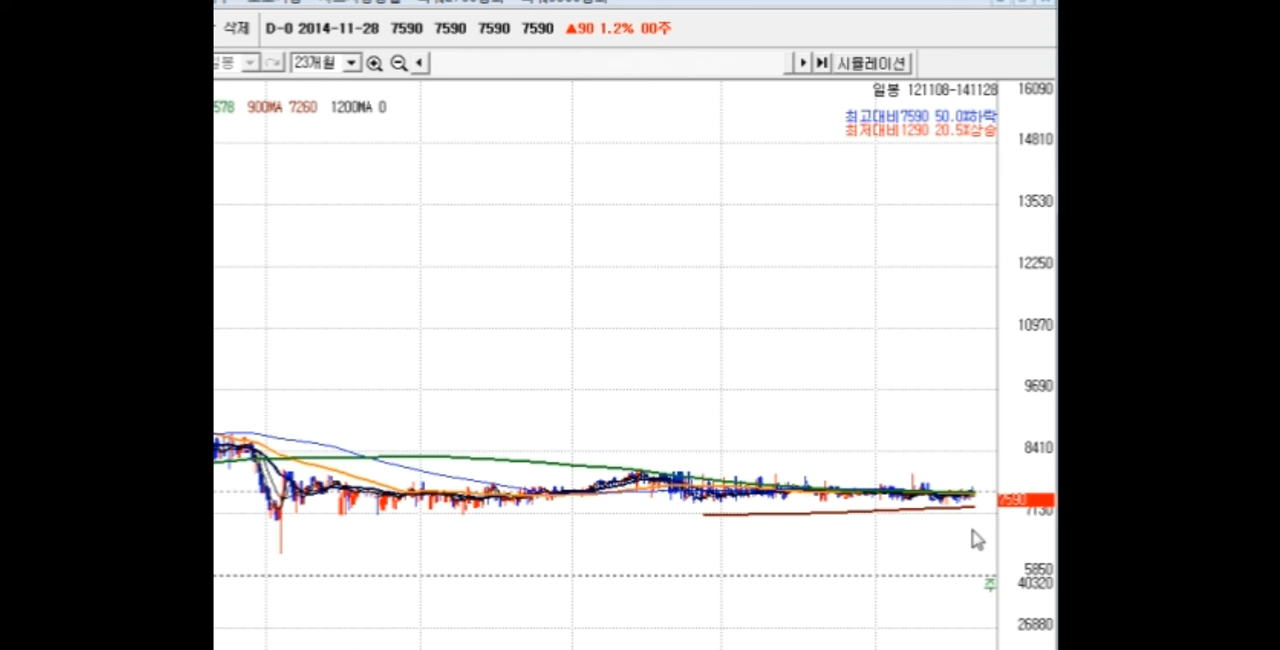 삭제 D-0 2014-11-28 7590 7590 7590 7590 ▲90 1.2% 00주
일봉 23개월 시뮬레이션
578 900MA 7260 1200MA 0
일봉 121108-141128
최고대비7590 50.0%하락
최저대비1290 20.5%상승
16090
14810
13530
12250
10970
9690
8410
7590
7130
5850
주
40320
26880